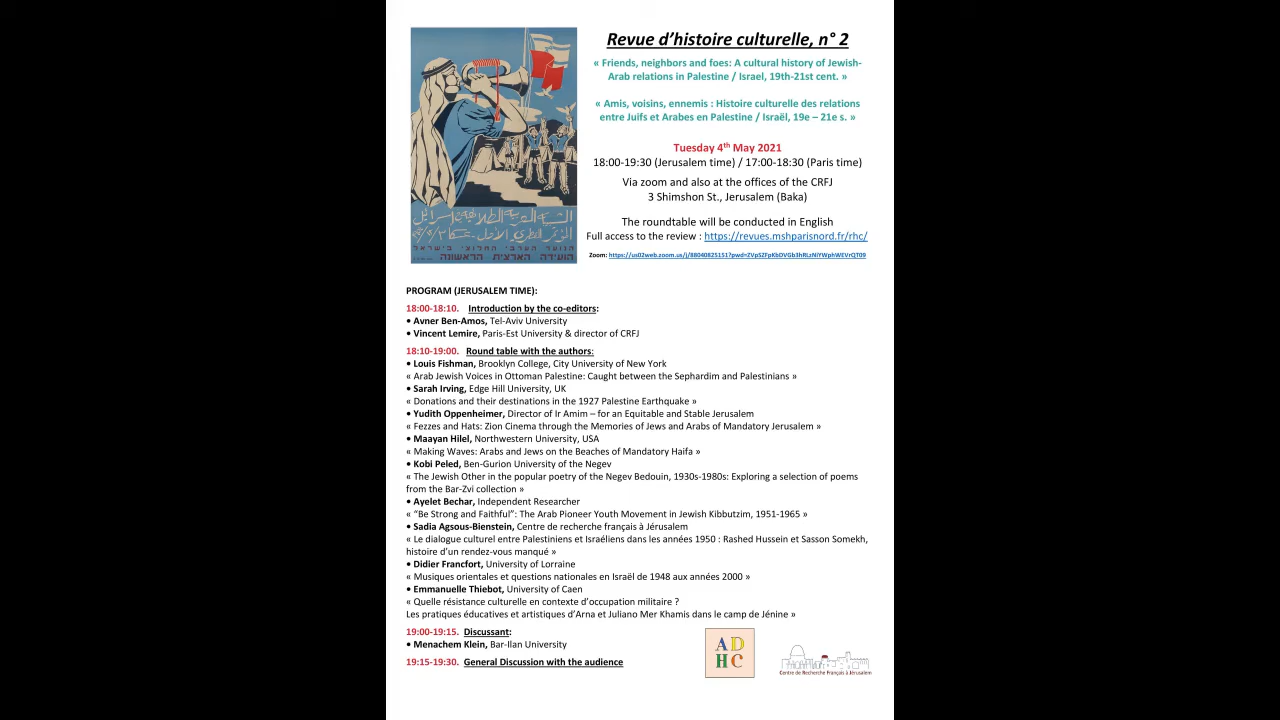 Revue d’histoire culturelle, n° 2
« Friends, neighbors and foes: A cultural history of Jewish-
Arab relations in Palestine / Israel, 19th-21st cent. »
« Amis, voisins, ennemis : Histoire culturelle des relations
entre Juifs et Arabes en Palestine / Israël, 19e – 21e s. »
Tuesday 4th May 2021
18:00-19:30 (Jerusalem time) / 17:00-18:30 (Paris time)
Via zoom and also at the offices of the CRFJ
3 Shimshon St., Jerusalem (Baka)
The roundtable will be conducted in English
Full access to the review : https://revues.mshparisnord.fr/rhc/
Zoom:
הנוער הערבי החלוצי בישראל
הועידה הארצית הראשונה
PROGRAM (JERUSALEM TIME):
18:00-18:10. Introduction by the co-editors:
• Avner Ben-Amos, Tel-Aviv University
• Vincent Lemire, Paris-Est University & director of CRFJ
18:10-19:00. Round table with the authors:
• Louis Fishman, Brooklyn College, City University of New York
« Arab Jewish Voices in Ottoman Palestine: Caught between the Sephardim and Palestinians »
• Sarah Irving, Edge Hill University, UK
« Donations and their destinations in the 1927 Palestine Earthquake »
• Yudith Oppenheimer, Director of Ir Amim – for an Equitable and Stable Jerusalem
« Fezzes and Hats: Zion Cinema through the Memories of Jews and Arabs of Mandatory Jerusalem »
• Maayan Hilel, Northwestern University, USA
« Making Waves: Arabs and Jews on the Beaches of Mandatory Haifa »
• Kobi Peled, Ben-Gurion University of the Negev
« The Jewish Other in the popular poetry of the Negev Bedouin, 1930s-1980s: Exploring a selection of poems
from the Bar-Zvi collection »
• Ayelet Bechar, Independent Researcher
« “Be Strong and Faithful”: The Arab Pioneer Youth Movement in Jewish Kibbutzim, 1951-1965 »
• Sadia Agsous-Bienstein, Centre de recherche français à Jérusalem
« Le dialogue culturel entre Palestiniens et Israéliens dans les années 1950 : Rashed Hussein et Sasson Somekh,
histoire d’un rendez-vous manqué »
• Didier Francfort, University of Lorraine
« Musiques orientales et questions nationales en Israël de 1948 aux années 2000 »
• Emmanuelle Thiebot, University of Caen
« Quelle résistance culturelle en contexte d’occupation militaire ?
Les pratiques éducatives et artistiques d’Arna et Juliano Mer Khamis dans le camp de Jénine »
19:00-19:15. Discussant:
• Menachem Klein, Bar-Ilan University
19:15-19:30. General Discussion with the audience
AD
HC
Centre de Recherche Français à Jérusalem